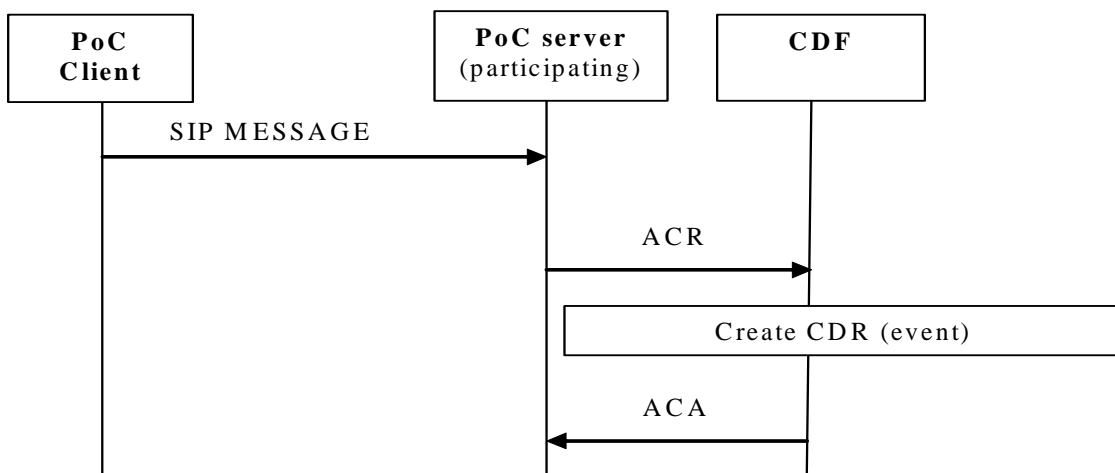 PoC
Client
PoC server
(participating)
CDF
SIP MESSAGE
ACR
Create CDR (event)
ACA